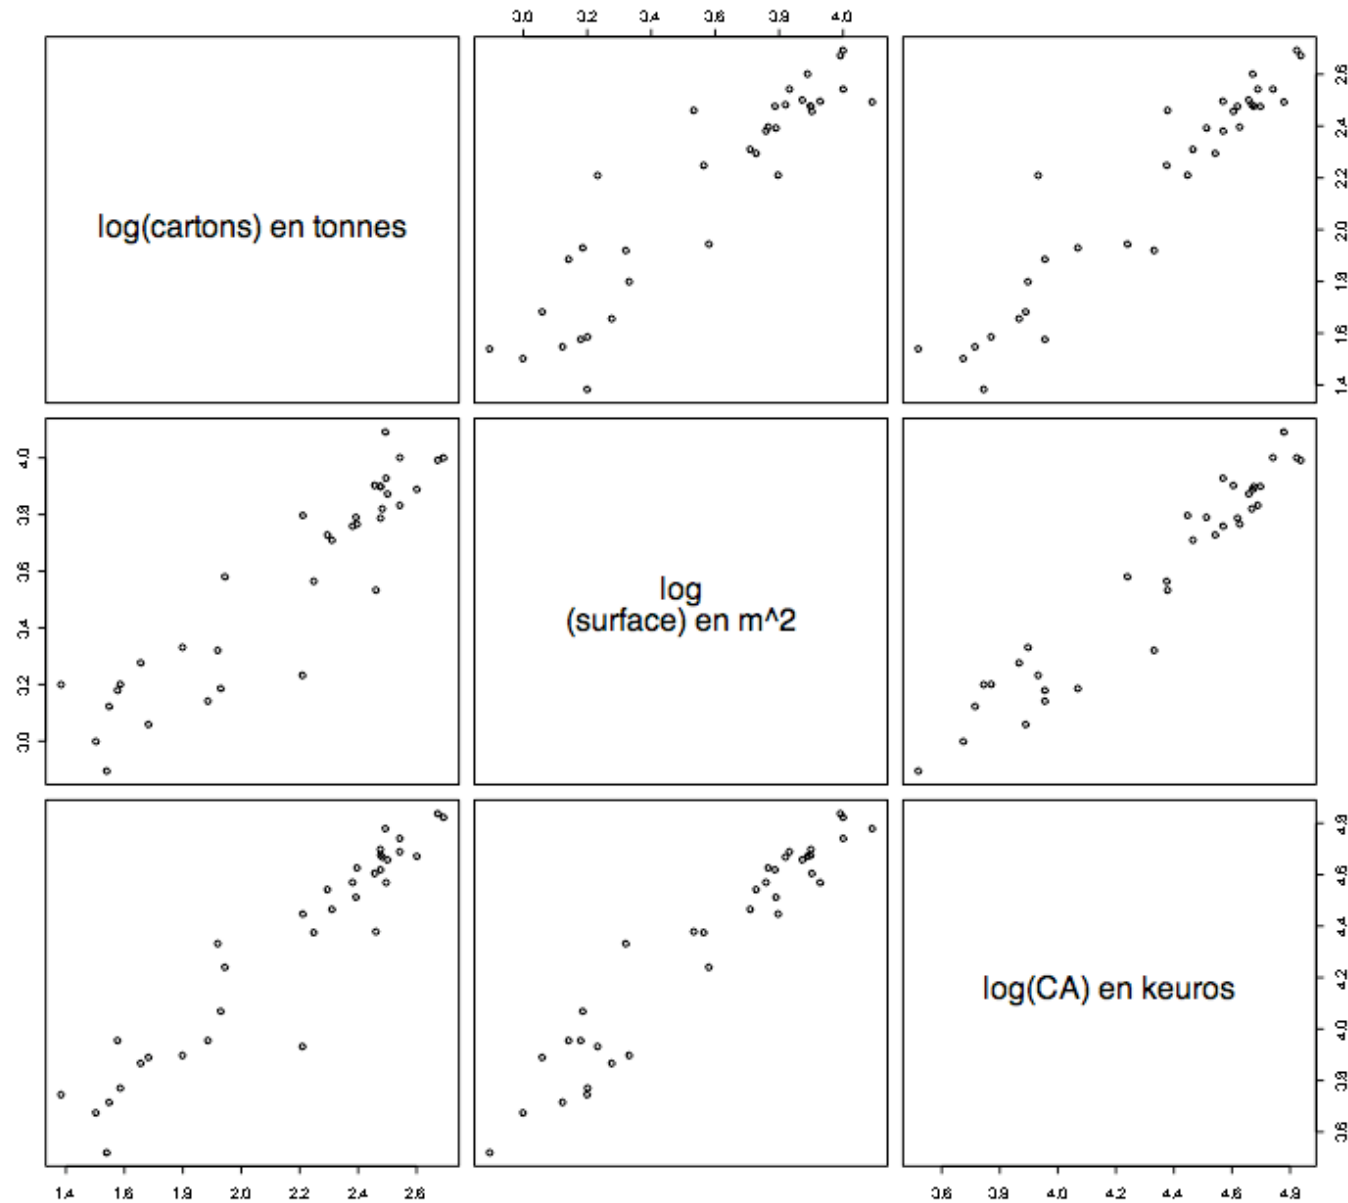 3.0 3.2 3.4 3.6 3.8 4.0
log(cartons) en tonnes
2.6
2.4
2.2
2.0
1.8
1.6
1.4
4.0
3.8
3.6
3.4
3.2
3.0
log
(surface) en m^2
log(CA) en keuros
4.8
4.6
4.4
4.2
4.0
3.8
3.6
1.4 1.6 1.8 2.0 2.2 2.4 2.6
3.6 3.8 4.0 4.2 4.4 4.6 4.8